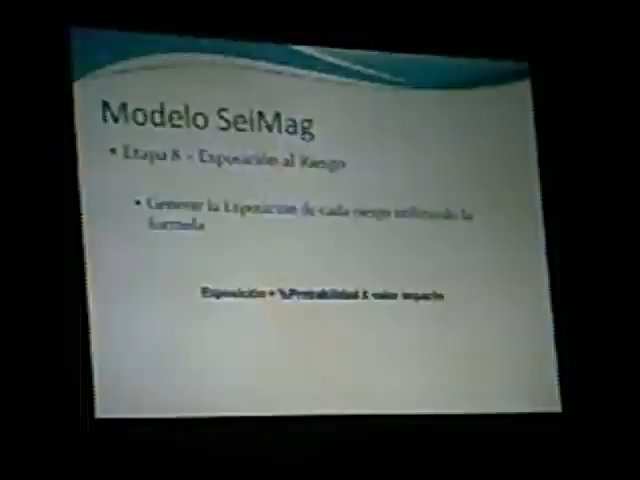 Modelo SeiMag
• Etapa 8 - Exposición al Riesgo
• Generar la Exposición de cada riesgo utilizando la
formula
Exposición = %Probabilidad X valor impacto